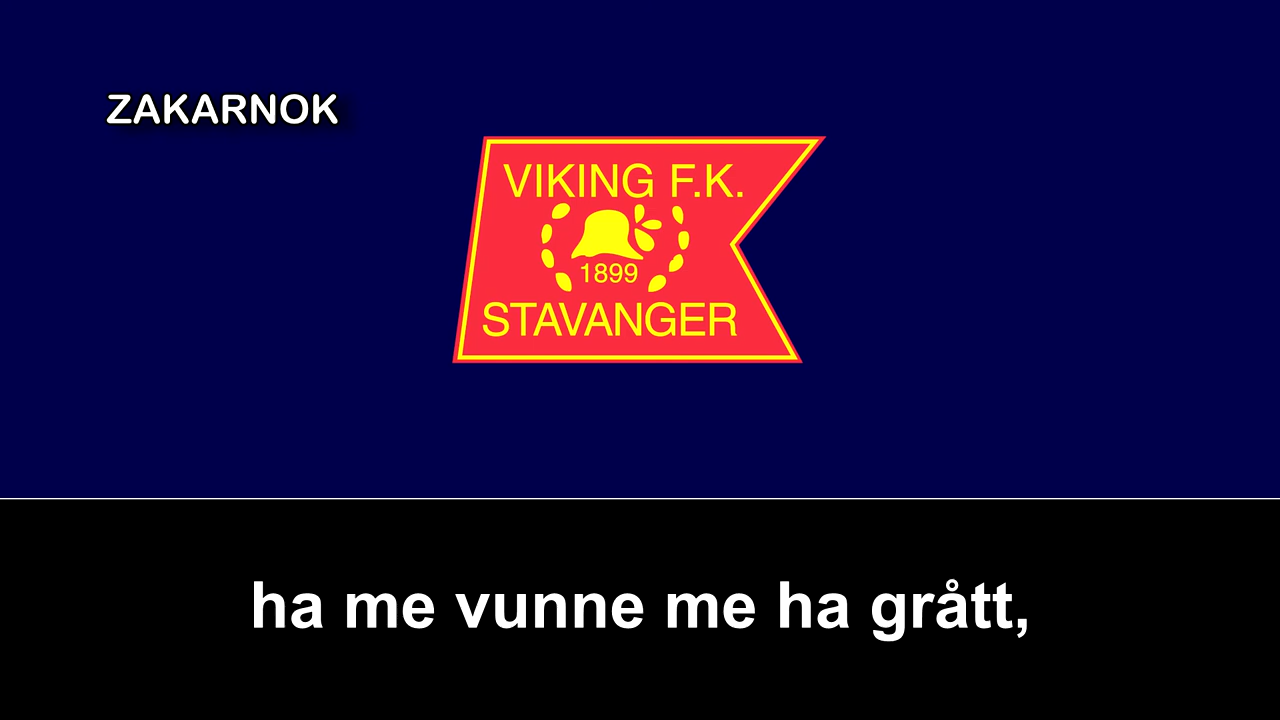 ZAKARNOK
VIKING F.K.
1899
STAVANGER
ha me vunne me ha grått,